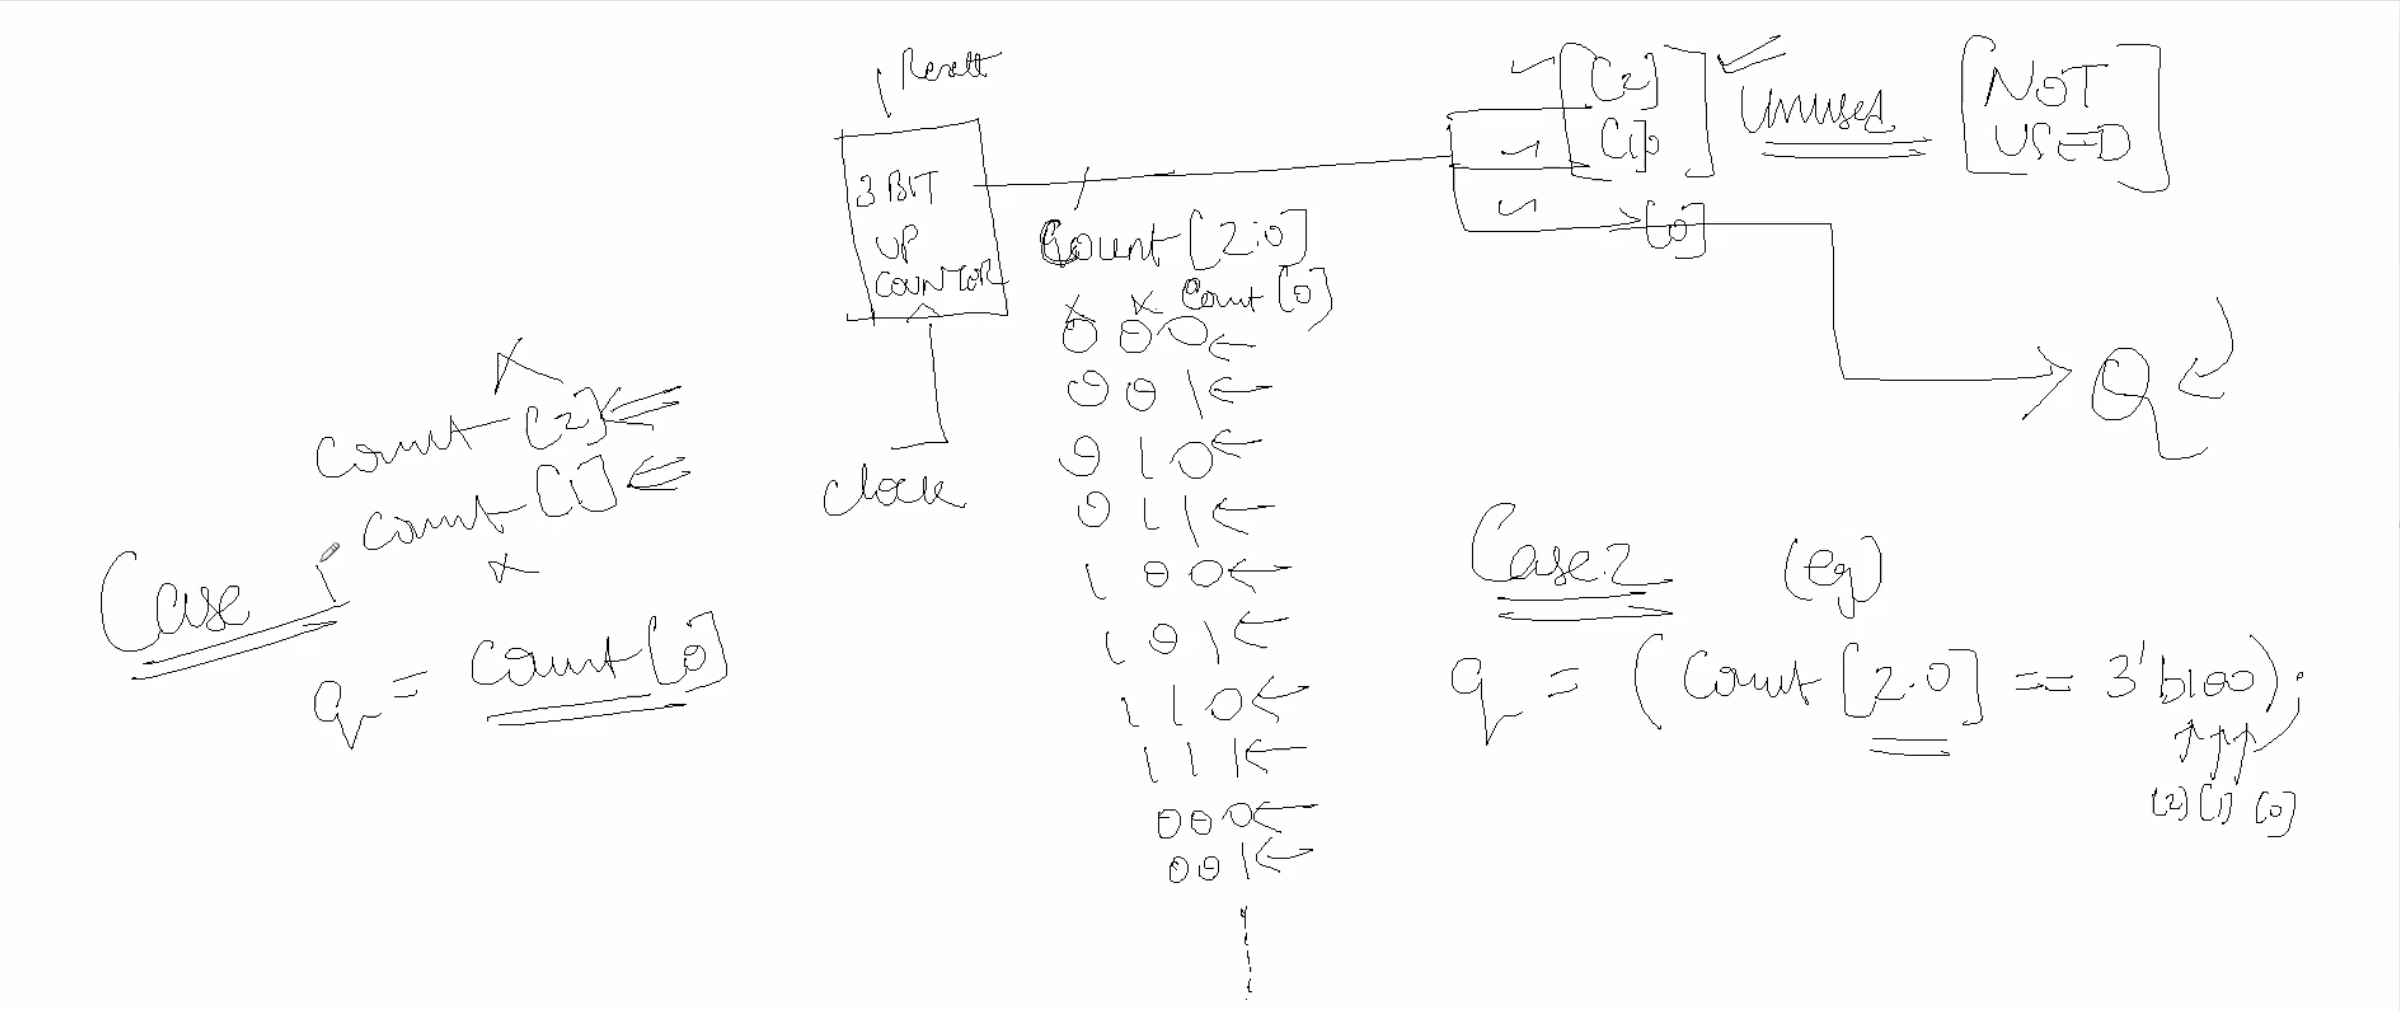 Resett
3 BIT
UP
COUNTOR
clock
Count [2:0]
x x Count [0]
0 0 0
0 0 1
0 1 0
0 1 1
1 0 0
1 0 1
1 1 0
1 1 1
0 0 0
0 0 1
[2]
[1]
[0]
Unused
[NOT
USED]
Q
x
count [2]
count [1]
x
Case 1
q = count [0]
Case 2 (eg)
q = (Count [2:0] == 3'b100);
[2] [1] [0]